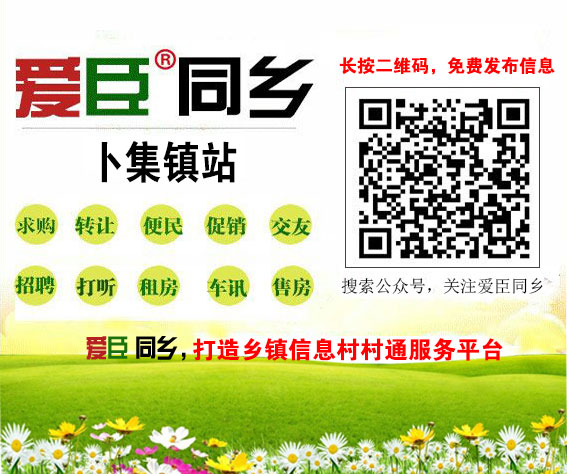 爱臣®同乡
卜集镇站
求购 转让 便民 促销 交友
招聘 打听 租房 车讯 售房
长按二维码，免费发布信息
搜索公众号，关注爱臣同乡
爱臣同乡，打造乡镇信息村村通服务平台